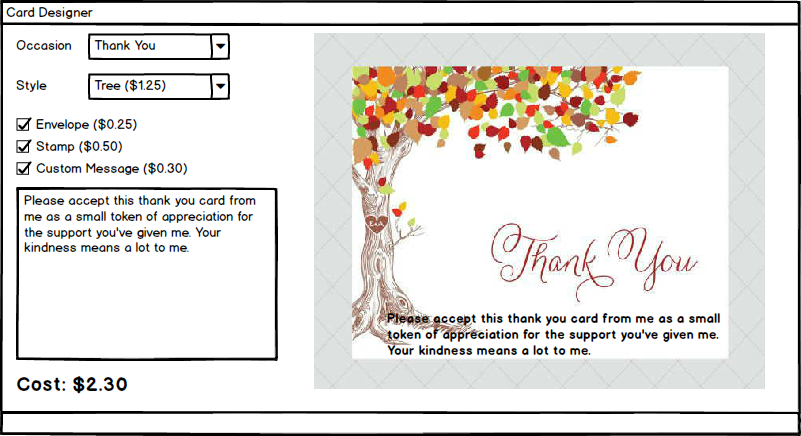 Card Designer
Occasion
Thank You
Style
Tree ($1.25)
Envelope ($0.25)
Stamp ($0.50)
Custom Message ($0.30)
Please accept this thank you card from
me as a small token of appreciation for
the support you've given me. Your
kindness means a lot to me.
Cost: $2.30
Thank You
Please accept this thank you card from me as a small
token of appreciation for the support you've given me.
Your kindness means a lot to me.